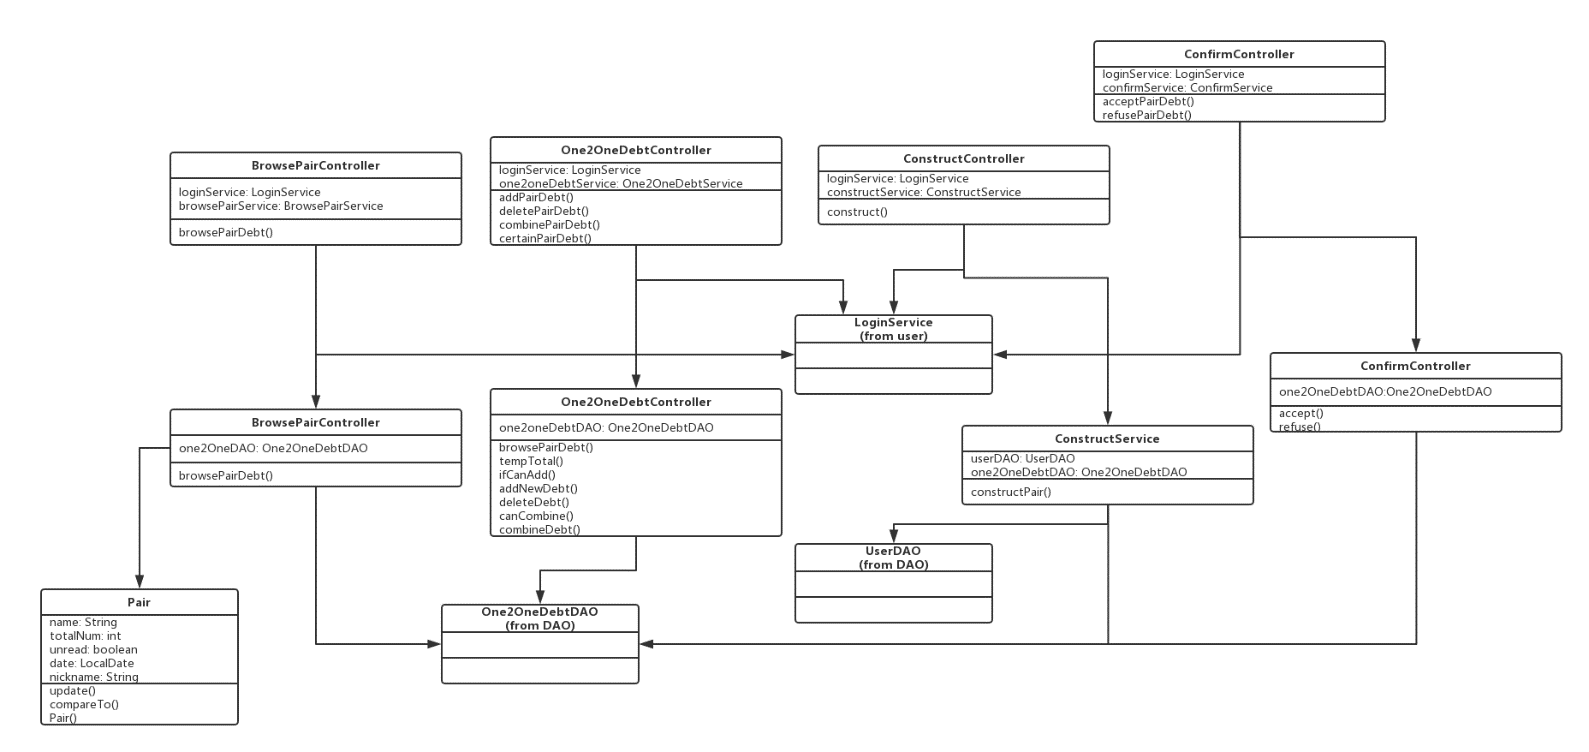 ConfirmController
loginService: LoginService
confirmService: ConfirmService
acceptPairDebt()
refusePairDebt()
BrowsePairController
loginService: LoginService
browsePairService: BrowsePairService
browsePairDebt()
One2OneDebtController
loginService: LoginService
one2oneDebtService: One2OneDebtService
addPairDebt()
deletePairDebt()
combinePairDebt()
certainPairDebt()
ConstructController
loginService: LoginService
constructService: ConstructService
construct()
LoginService
(from user)
ConfirmController
one2OneDebtDAO:One2OneDebtDAO
accept()
refuse()
BrowsePairController
one2OneDAO: One2OneDebtDAO
browsePairDebt()
One2OneDebtController
one2oneDebtDAO: One2OneDebtDAO
browsePairDebt()
tempTotal()
ifCanAdd()
addNewDebt()
deleteDebt()
canCombine()
combineDebt()
ConstructService
userDAO: UserDAO
one2OneDebtDAO: One2OneDebtDAO
constructPair()
UserDAO
(from DAO)
Pair
name: String
totalNum: int
unread: boolean
date: LocalDate
nickname: String
update()
compareTo()
Pair()
One2OneDebtDAO
(from DAO)